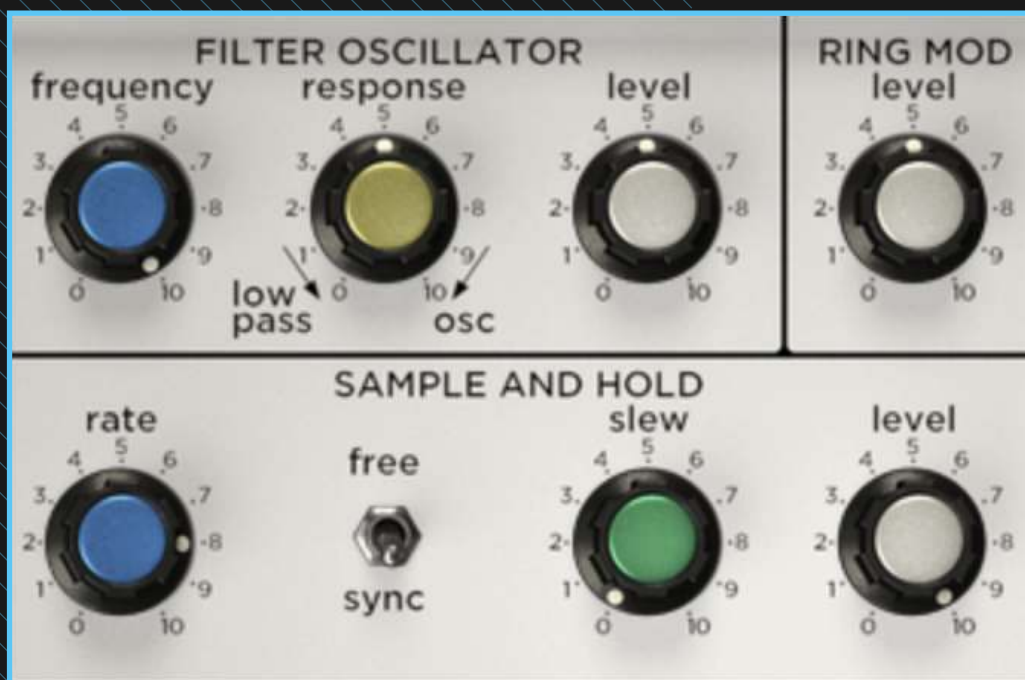 FILTER OSCILLATOR
RING MOD
frequency
response
level
level
0 1 2 3 4 5 6 7 8 9 10
0 1 2 3 4 5 6 7 8 9 10
0 1 2 3 4 5 6 7 8 9 10
0 1 2 3 4 5 6 7 8 9 10
low
pass
osc
SAMPLE AND HOLD
rate
free
sync
slew
level
0 1 2 3 4 5 6 7 8 9 10
0 1 2 3 4 5 6 7 8 9 10
0 1 2 3 4 5 6 7 8 9 10